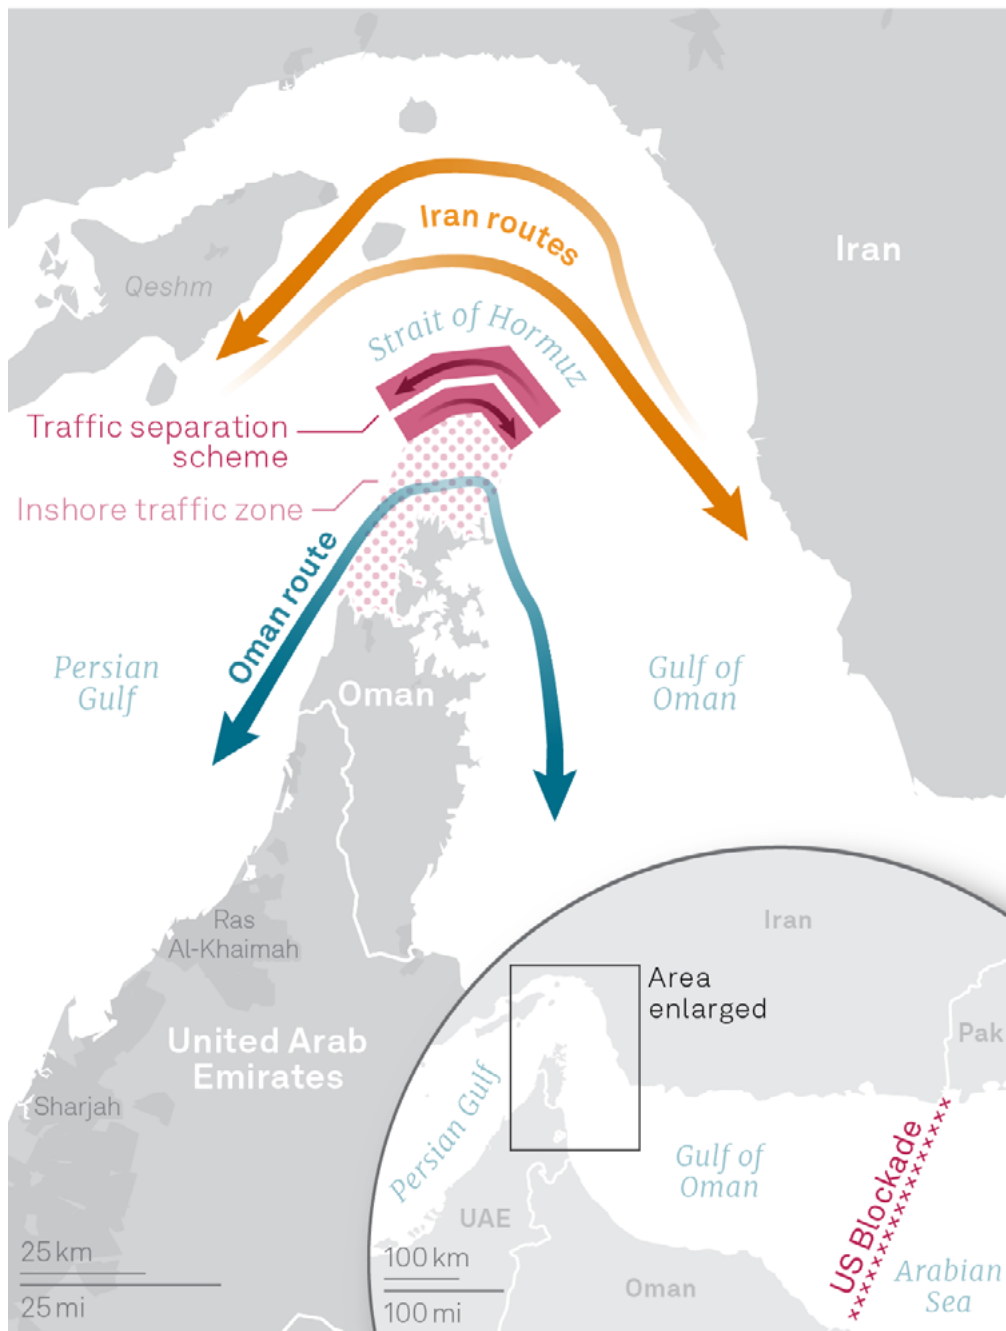 Iran routes
Iran
Qeshm
Strait of Hormuz
Traffic separation
scheme
Inshore traffic zone
Oman route
Persian
Gulf
Oman
Gulf of
Oman
Ras
Al-Khaimah
United Arab
Emirates
Sharjah
25 km
25 mi
Iran
Area
enlarged
Pak
Persian Gulf
Gulf of
Oman
US Blockade
UAE
Oman
Arabian
Sea
100 km
100 mi